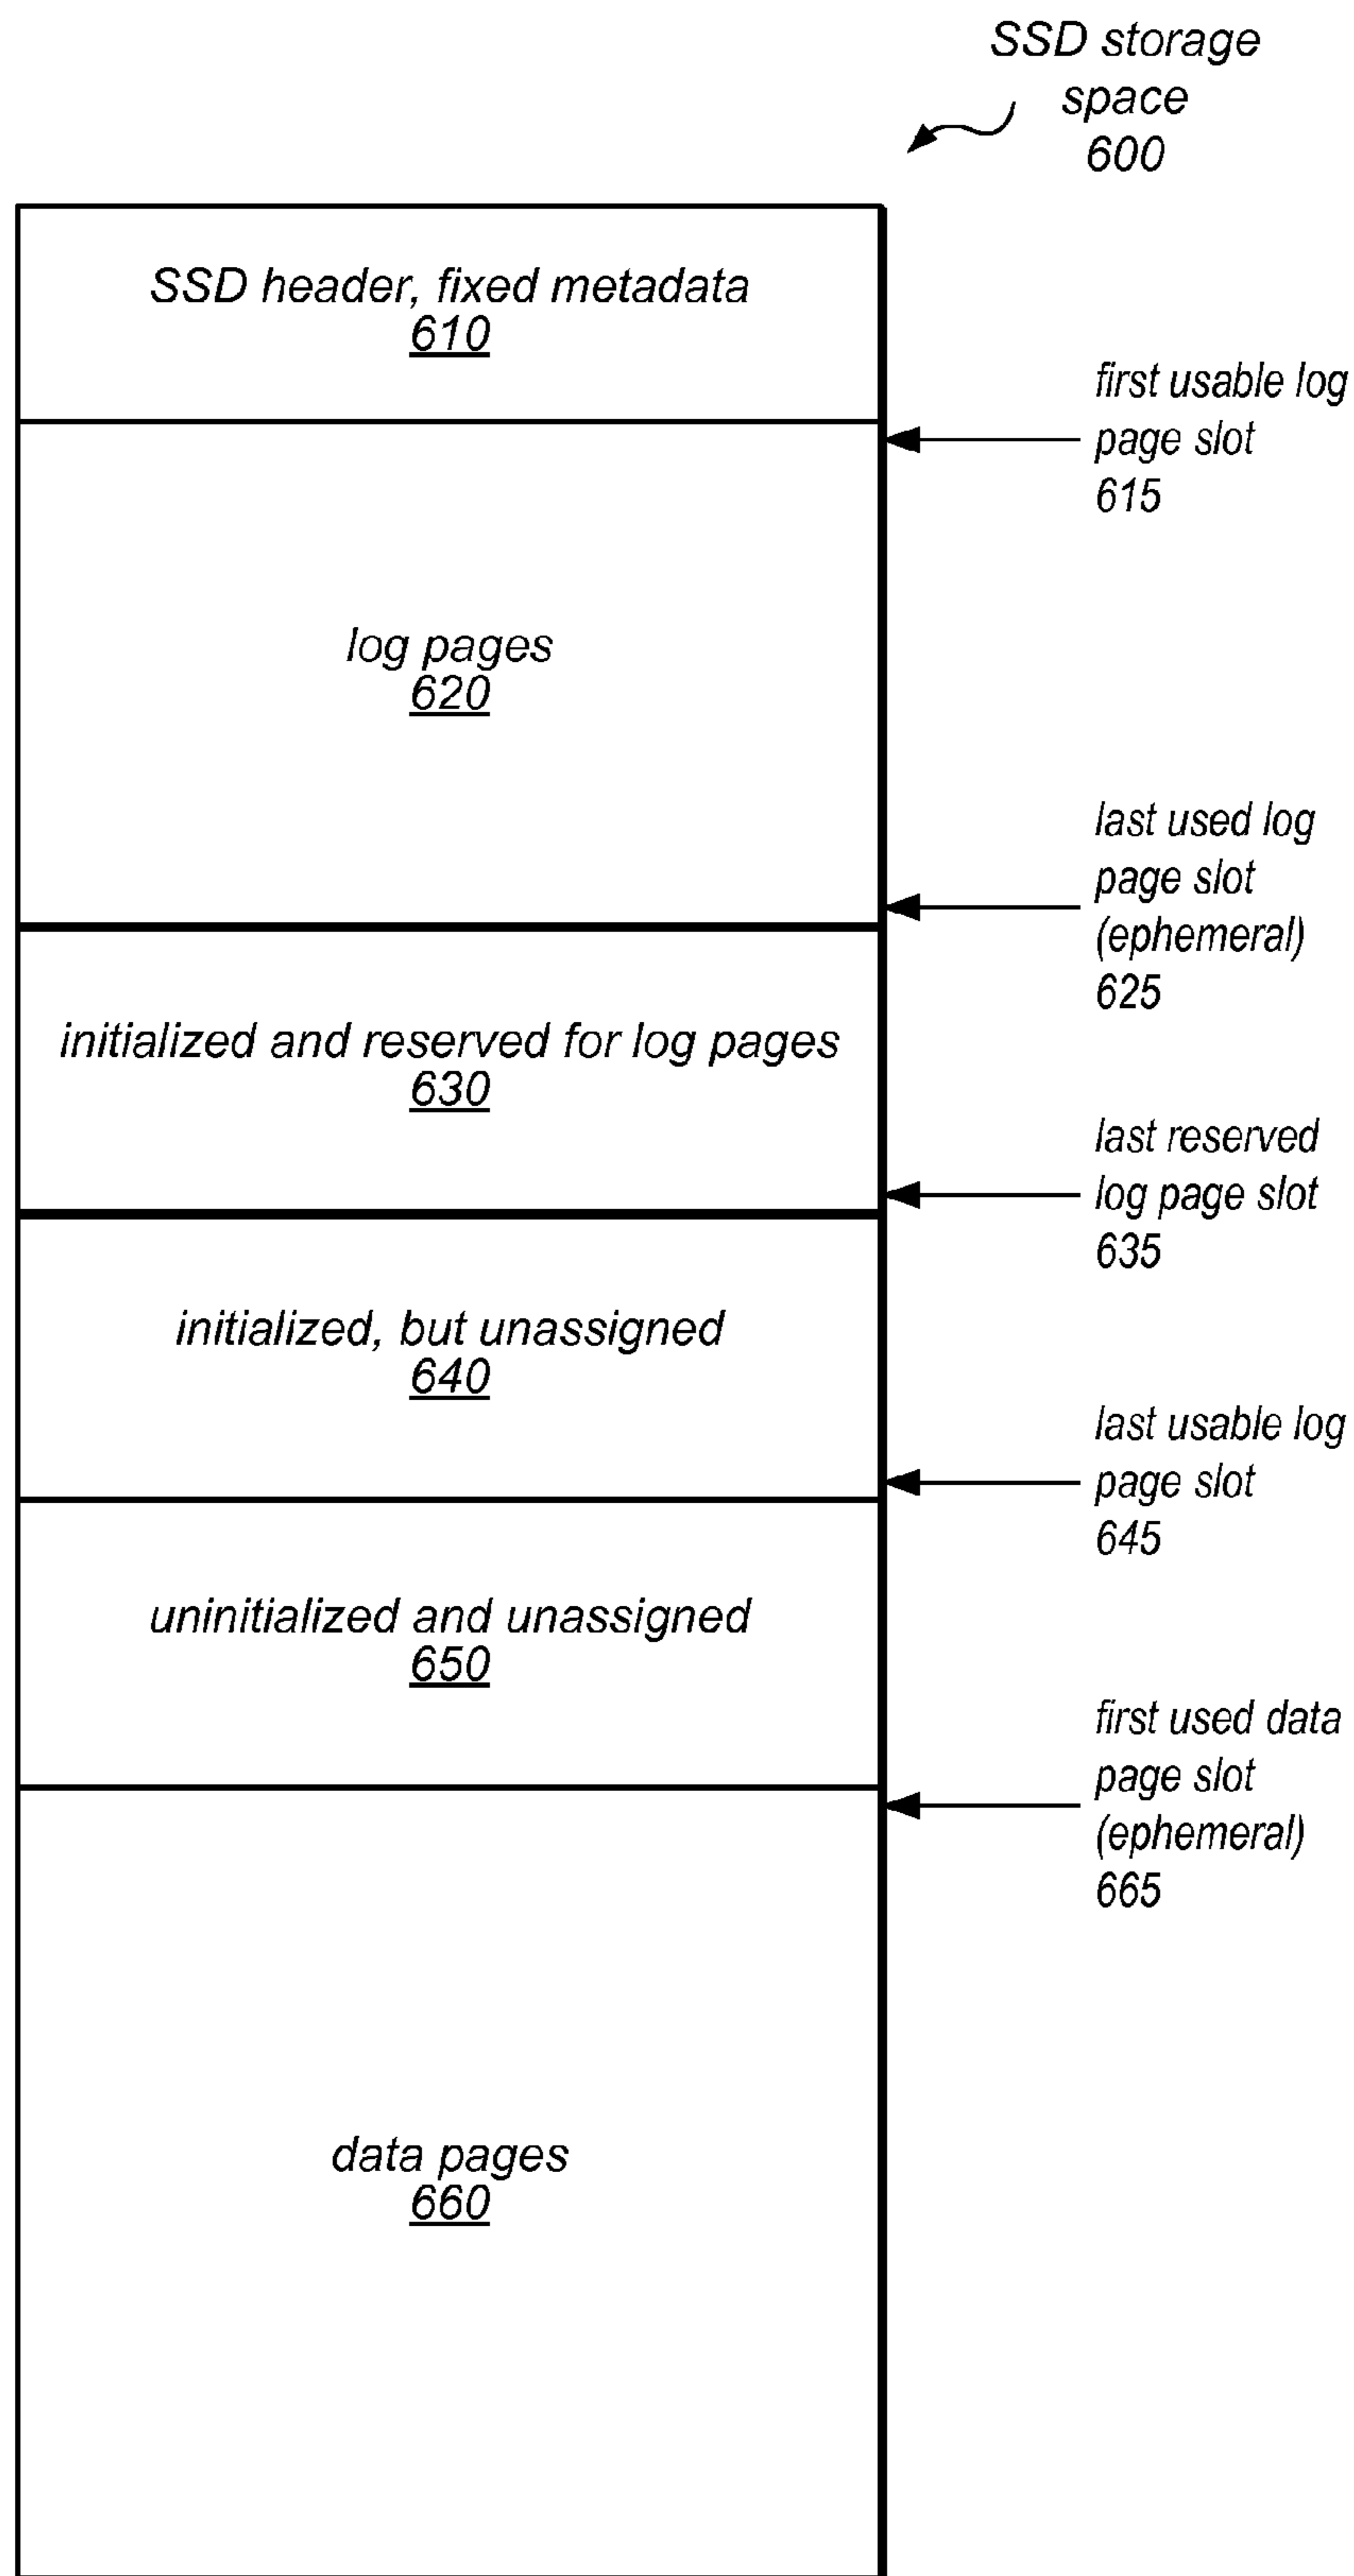 SSD storage
space
600
SSD header, fixed metadata
610
first usable log
page slot
615
log pages
620
last used log
page slot
(ephemeral)
625
initialized and reserved for log pages
630
last reserved
log page slot
635
initialized, but unassigned
640
last usable log
page slot
645
uninitialized and unassigned
650
first used data
page slot
(ephemeral)
665
data pages
660